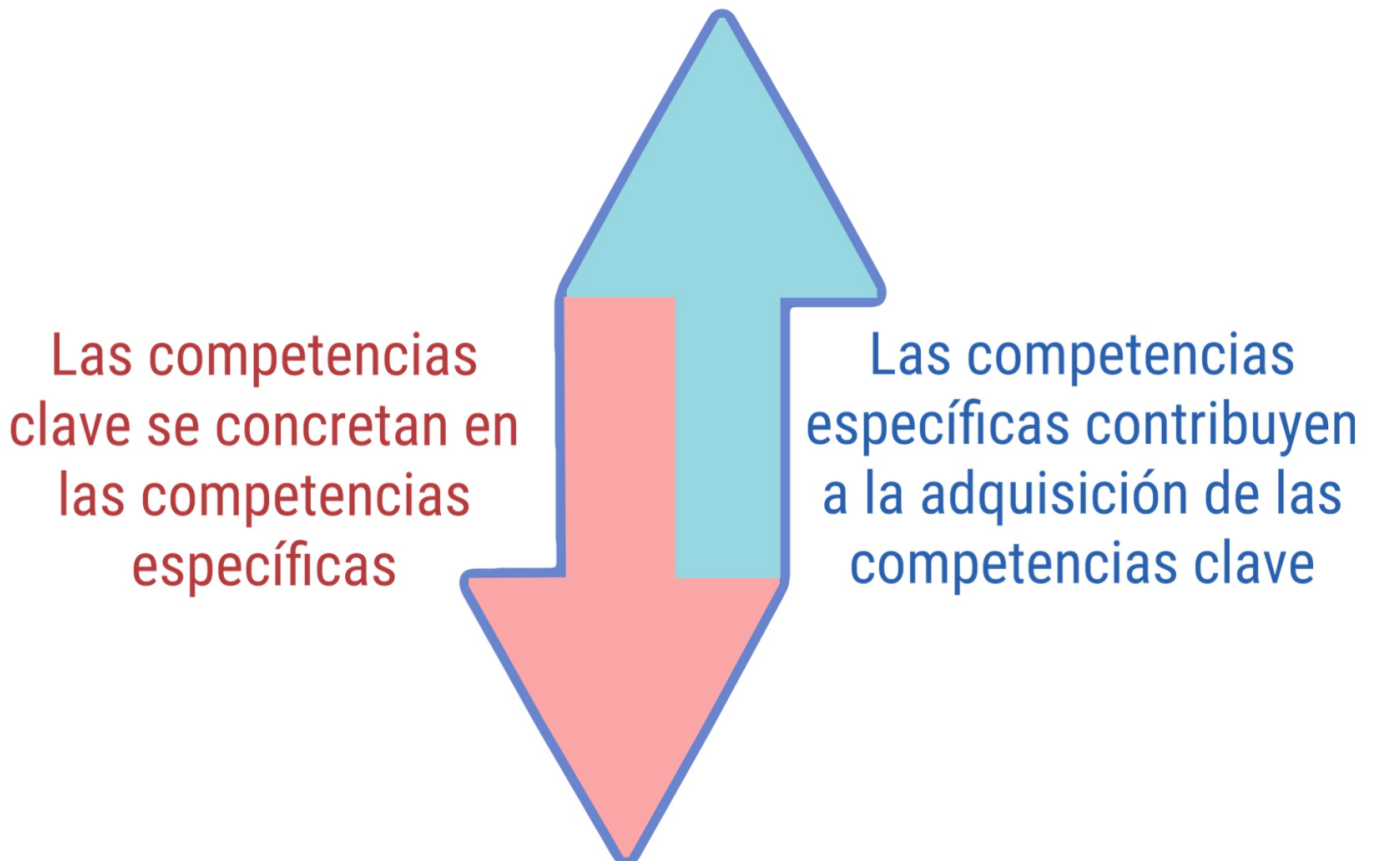 Las competencias
clave se concretan en
las competencias
específicas
Las competencias
específicas contribuyen
a la adquisición de las
competencias clave